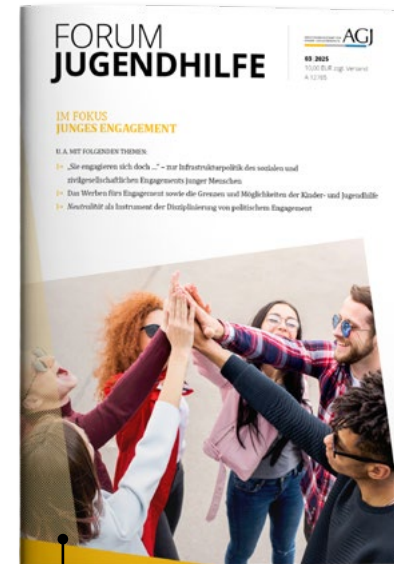 FORUM
JUGENDHILFE
AGJ
03 2025
10,00 EUR zzgl. Versand
A 12785
IM FOKUS
JUNGES ENGAGEMENT
U. A. MIT FOLGENDEN THEMEN:
„Sie engagieren sich doch ...“ – zur Infrastrukturpolitik des sozialen und
zivilgesellschaftlichen Engagements junger Menschen
Das Werben fürs Engagement sowie die Grenzen und Möglichkeiten der Kinder- und Jugendhilfe
Neutralität als Instrument der Disziplinierung von politischem Engagement